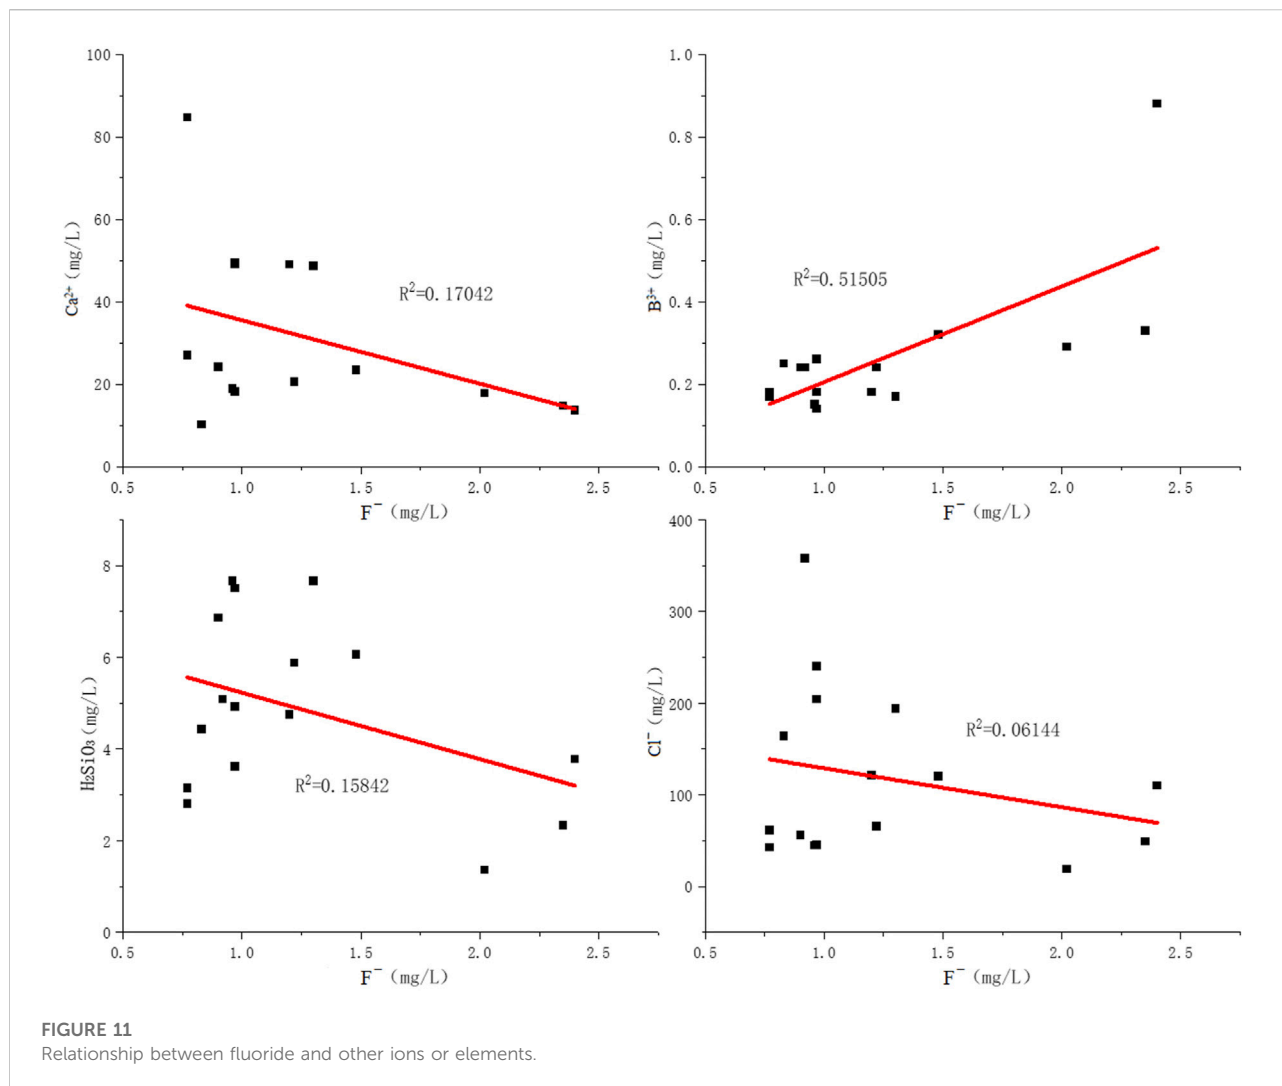 100
80
60
40
20
0
Ca²⁺(mg/L)
R²=0.17042
0.5 1.0 1.5 2.0 2.5
F⁻(mg/L)
1.0
0.8
0.6
0.4
0.2
0.0
B³⁺(mg/L)
R²=0.51505
0.5 1.0 1.5 2.0 2.5
F⁻(mg/L)
8
6
4
2
0
H₂SiO₃(mg/L)
R²=0.15842
0.5 1.0 1.5 2.0 2.5
F⁻(mg/L)
400
300
200
100
0
Cl⁻(mg/L)
R²=0.06144
0.5 1.0 1.5 2.0 2.5
F⁻(mg/L)
FIGURE 11
Relationship between fluoride and other ions or elements.